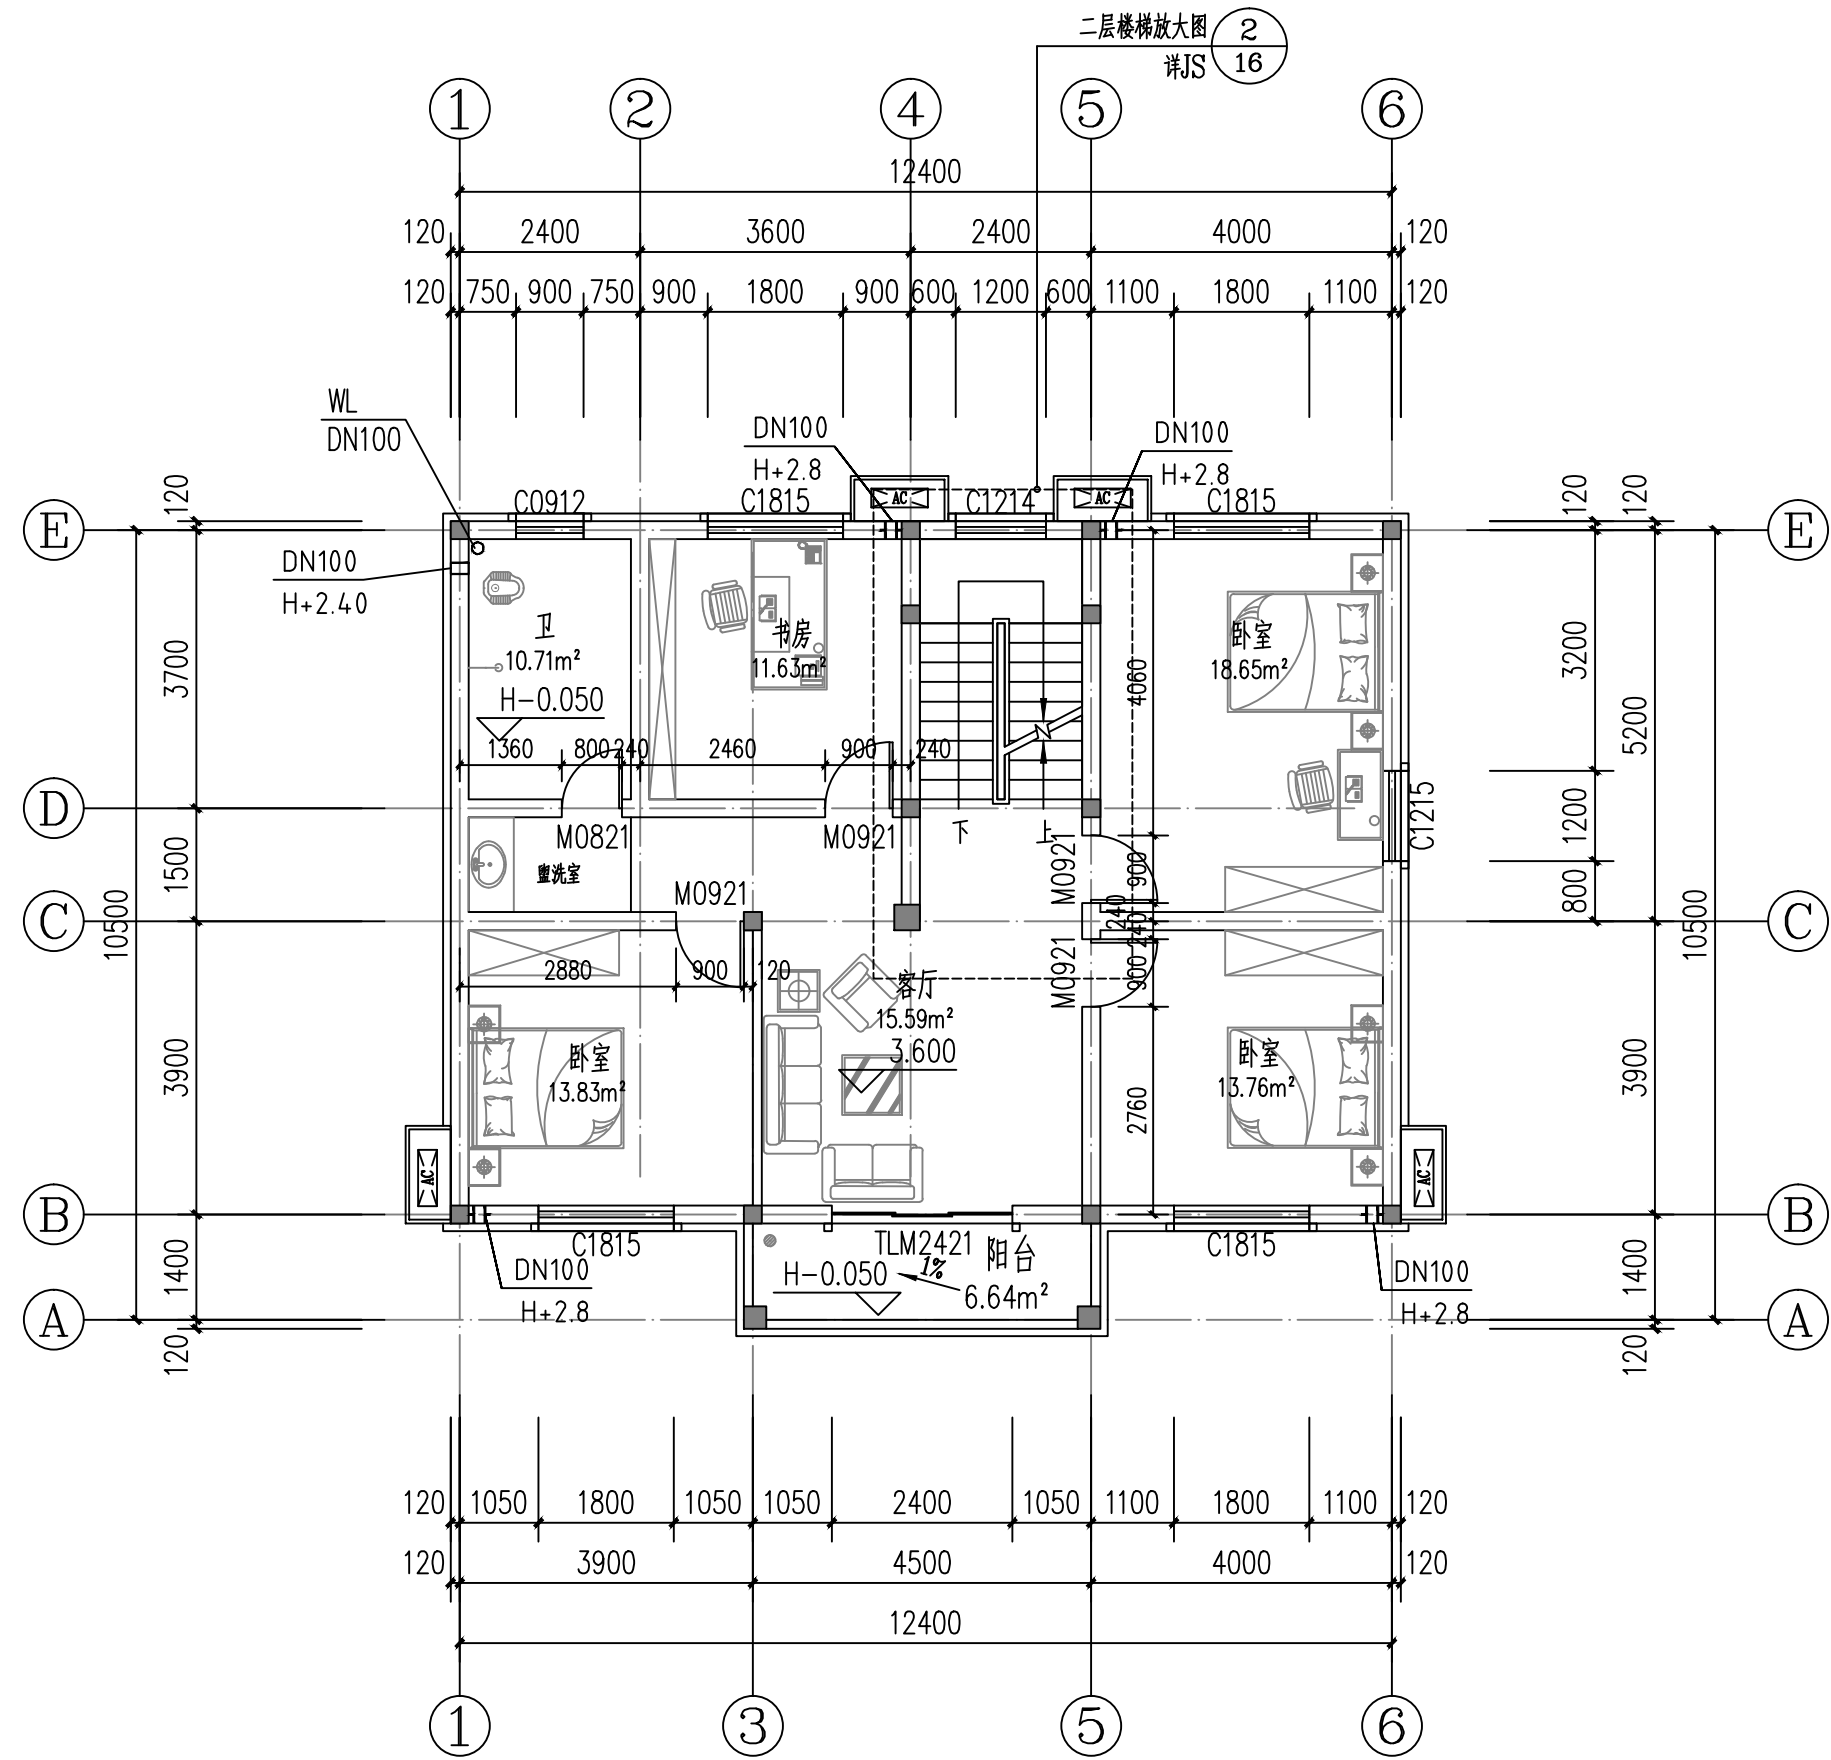 二层楼梯放大图
2
详JS
16
1
2
4
5
6
12400
120
2400
3600
2400
4000
120
120
750
900
750
900
1800
900
600
1200
600
1100
1800
1100
120
WL
DN100
DN100
H+2.8
DN100
H+2.8
C0912
C1815
AC
C1214
AC
C1815
E
E
120
120
120
DN100
H+2.40
卫
10.71m²
H-0.050
书房
11.63m²
卧室
18.65m²
3700
4060
3200
5200
1360
800
240
2460
900
240
D
M0821
M0921
下
上
M0921
900
C1215
1200
1500
盥洗室
M0921
240
240
800
C
C
10500
10500
2880
900
120
客厅
15.59m²
3.600
M0921
900
3900
卧室
13.83m²
卧室
13.76m²
2760
3900
AC
AC
B
B
C1815
TLM2421
阳台
C1815
DN100
H+2.8
H-0.050
1%
6.64m²
DN100
H+2.8
1400
1400
A
A
120
120
120
1050
1800
1050
1050
2400
1050
1100
1800
1100
120
120
3900
4500
4000
120
12400
1
3
5
6